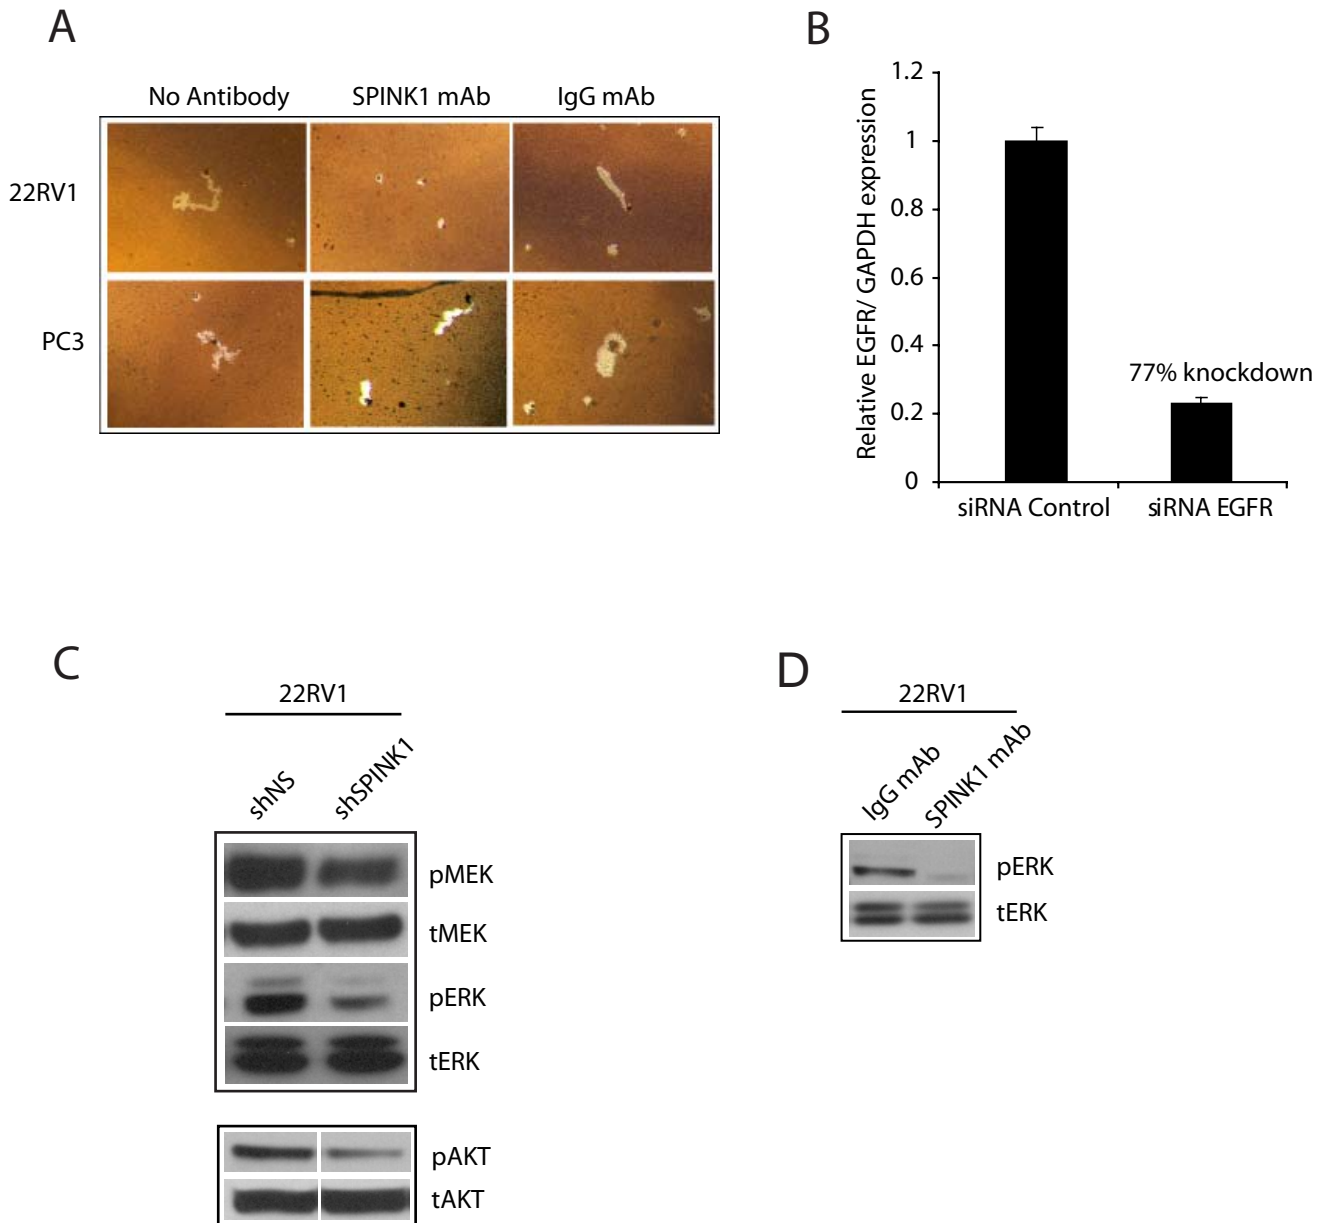 A
No Antibody
SPINK1 mAb
IgG mAb
22RV1
PC3
B
Relative EGFR/ GAPDH expression
1.2
1
0.8
0.6
0.4
0.2
0
77% knockdown
siRNA Control
siRNA EGFR
C
22RV1
shNS
shSPINK1
pMEK
tMEK
pERK
tERK
pAKT
tAKT
D
22RV1
IgG mAb
SPINK1 mAb
pERK
tERK